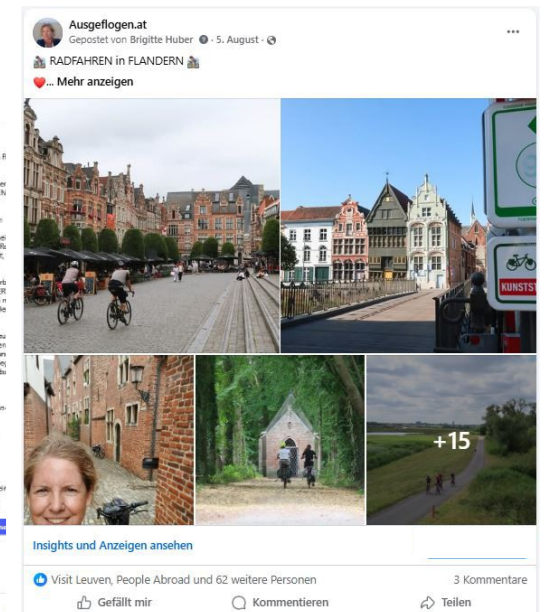 Ausgeflogen.at
Gepostet von Brigitte Huber · 5. August ·
RADFAHREN in FLANDERN
... Mehr anzeigen
KUNSTST
+15
Insights und Anzeigen ansehen
Visit Leuven, People Abroad und 62 weitere Personen
3 Kommentare
Gefällt mir
Kommentieren
Teilen